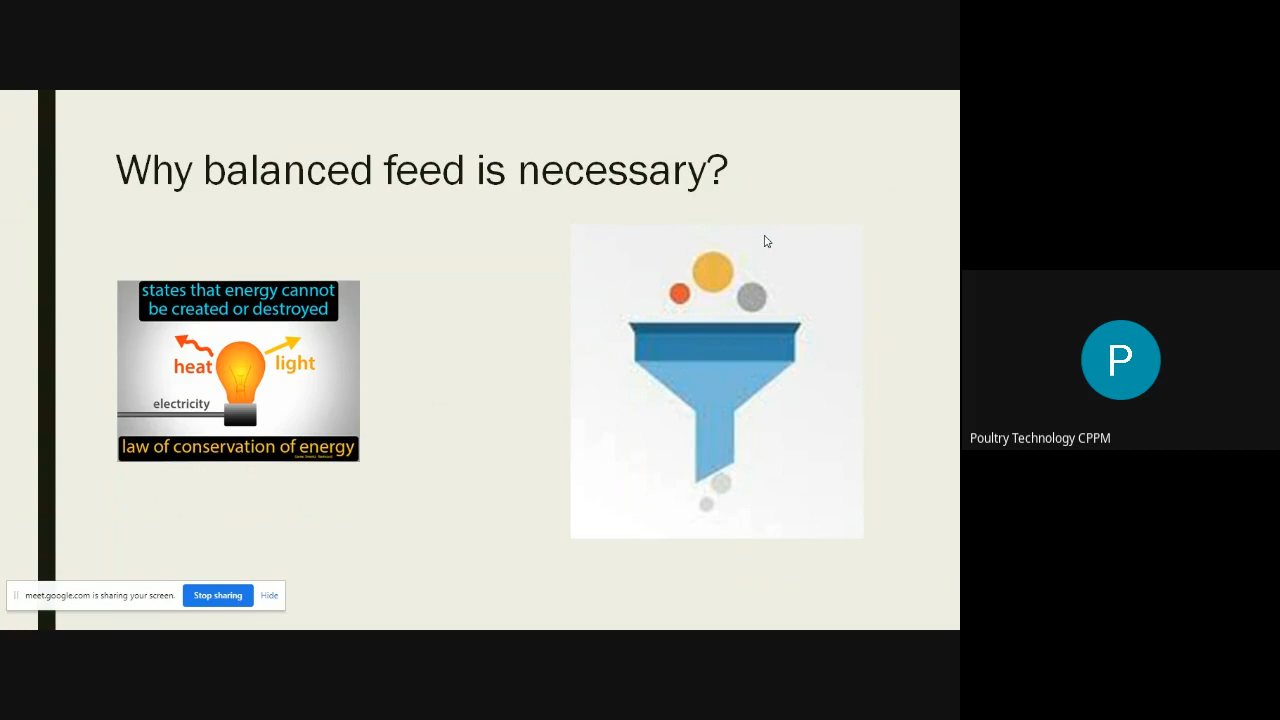 Why balanced feed is necessary?
states that energy cannot
be created or destroyed
heat
light
electricity
law of conservation of energy
meet.google.com is sharing your screen.
Stop sharing
Hide
P
Poultry Technology CPPM